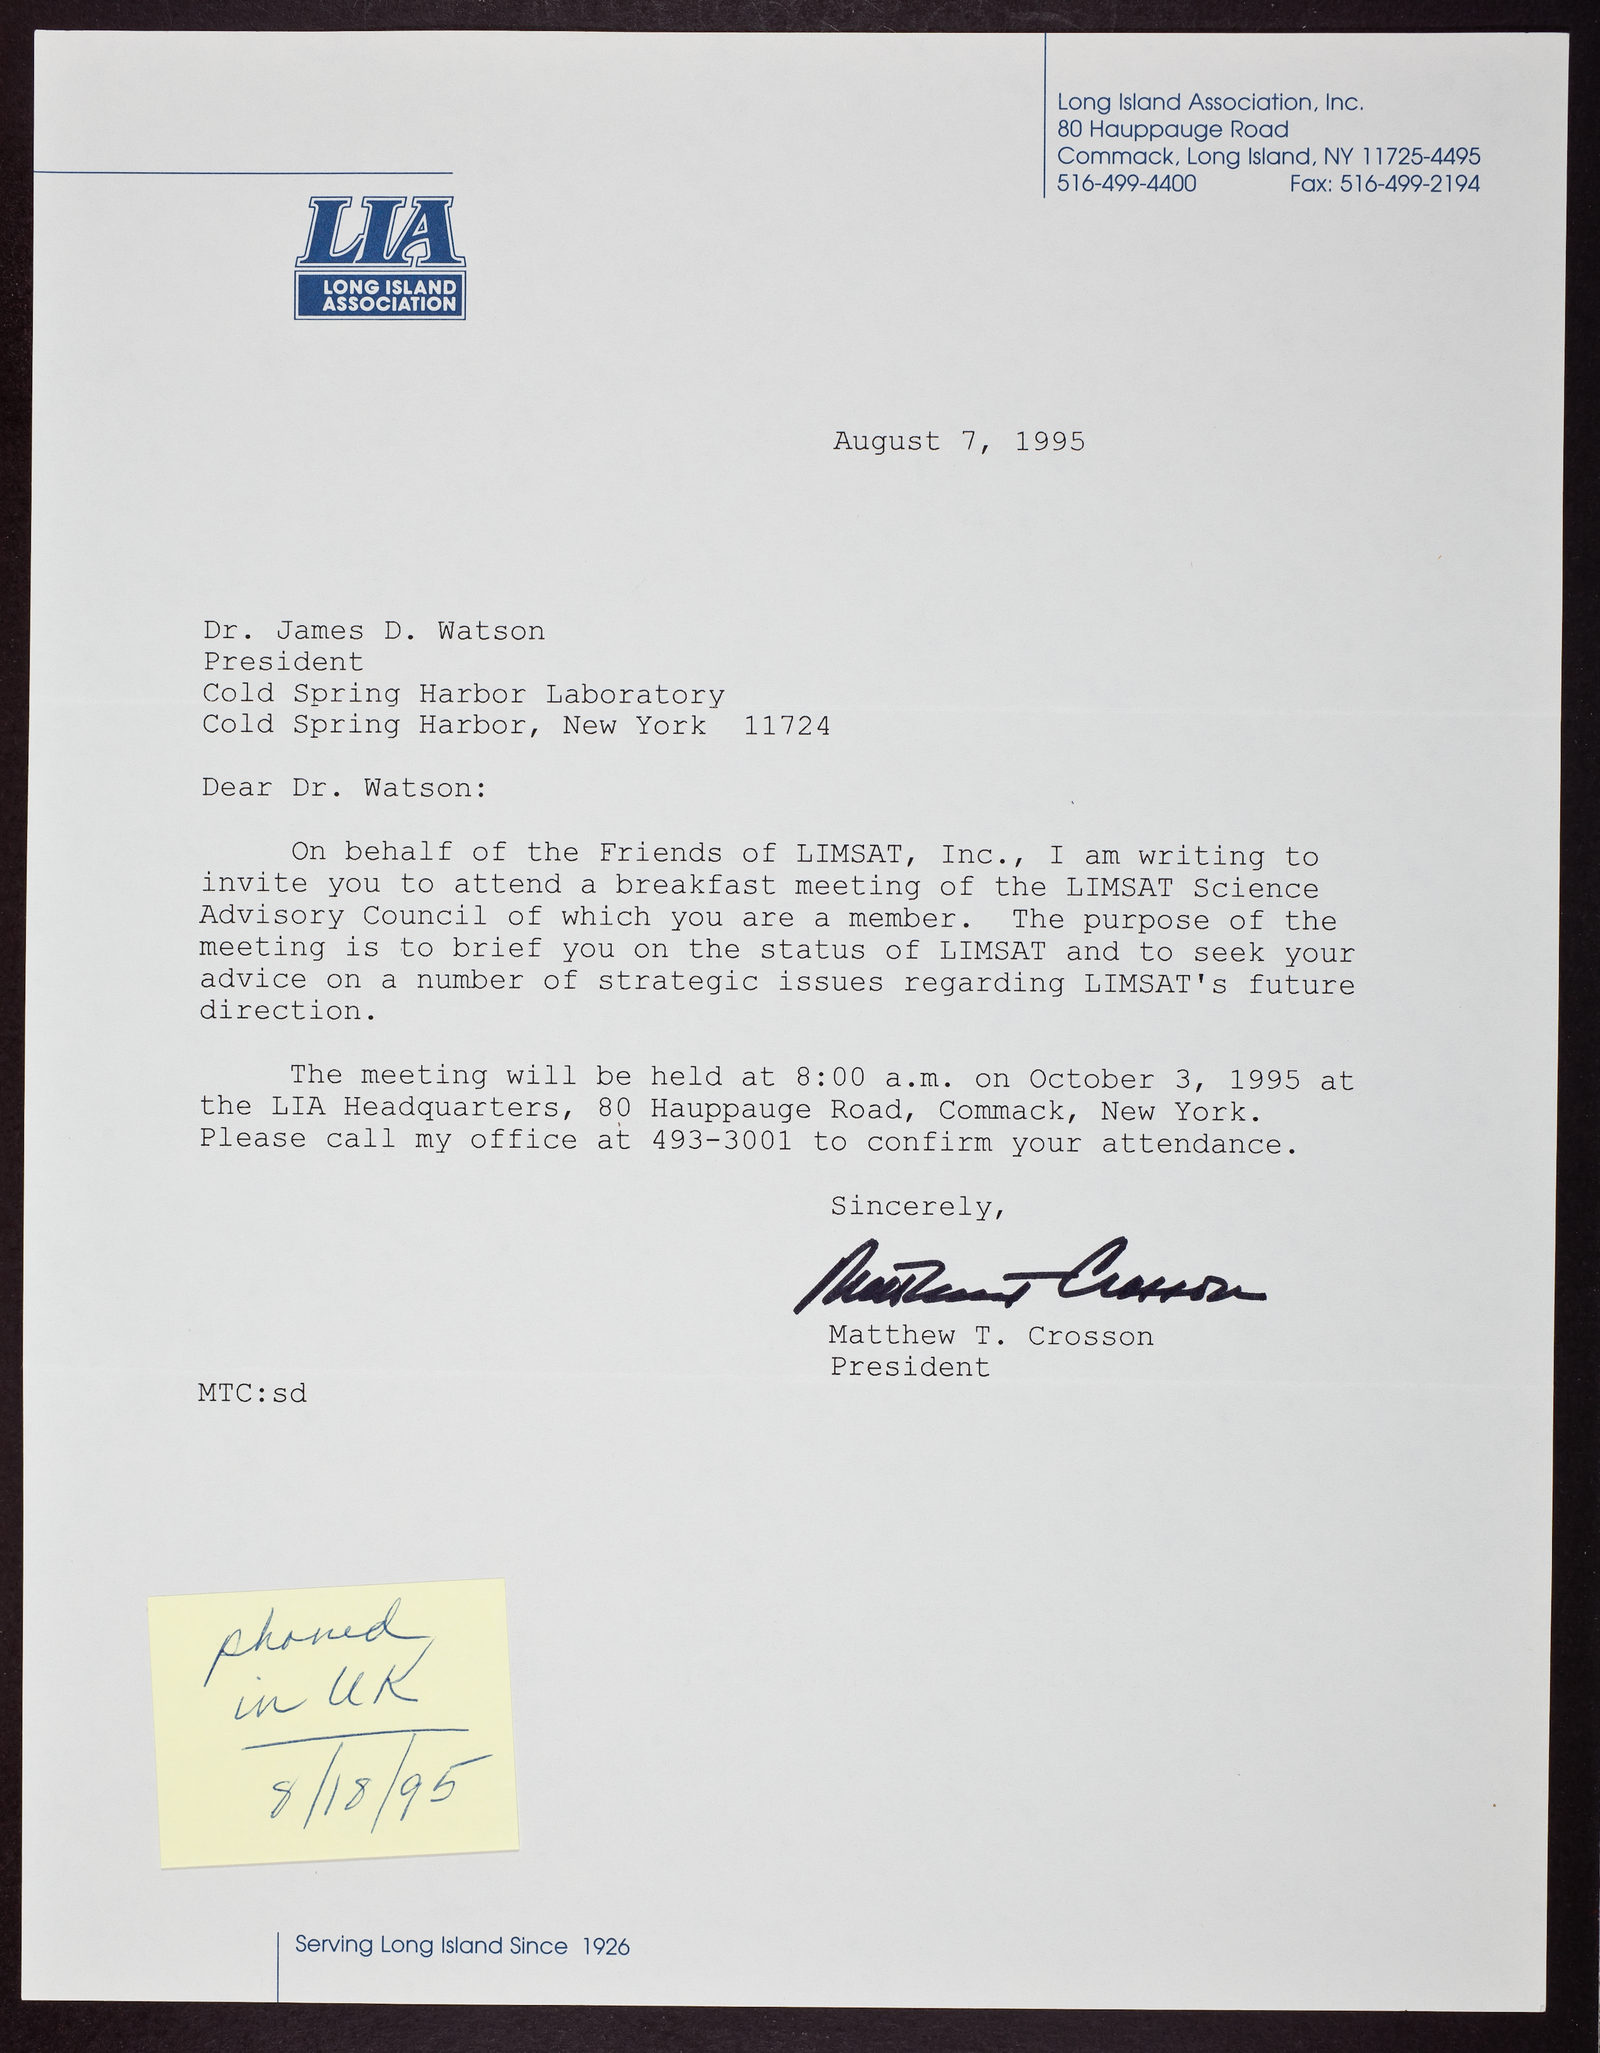 Long Island Association, Inc.
80 Hauppauge Road
Commack, Long Island, NY 11725-4495
516-499-4400 Fax: 516-499-2194
LIA
LONG ISLAND
ASSOCIATION
August 7, 1995
Dr. James D. Watson
President
Cold Spring Harbor Laboratory
Cold Spring Harbor, New York 11724
Dear Dr. Watson:
On behalf of the Friends of LIMSAT, Inc., I am writing to
invite you to attend a breakfast meeting of the LIMSAT Science
Advisory Council of which you are a member. The purpose of the
meeting is to brief you on the status of LIMSAT and to seek your
advice on a number of strategic issues regarding LIMSAT's future
direction.
The meeting will be held at 8:00 a.m. on October 3, 1995 at
the LIA Headquarters, 80 Hauppauge Road, Commack, New York.
Please call my office at 493-3001 to confirm your attendance.
Sincerely,
Matthew T Crosson
Matthew T. Crosson
President
MTC:sd
phoned
in UK
8/18/95
Serving Long Island Since 1926